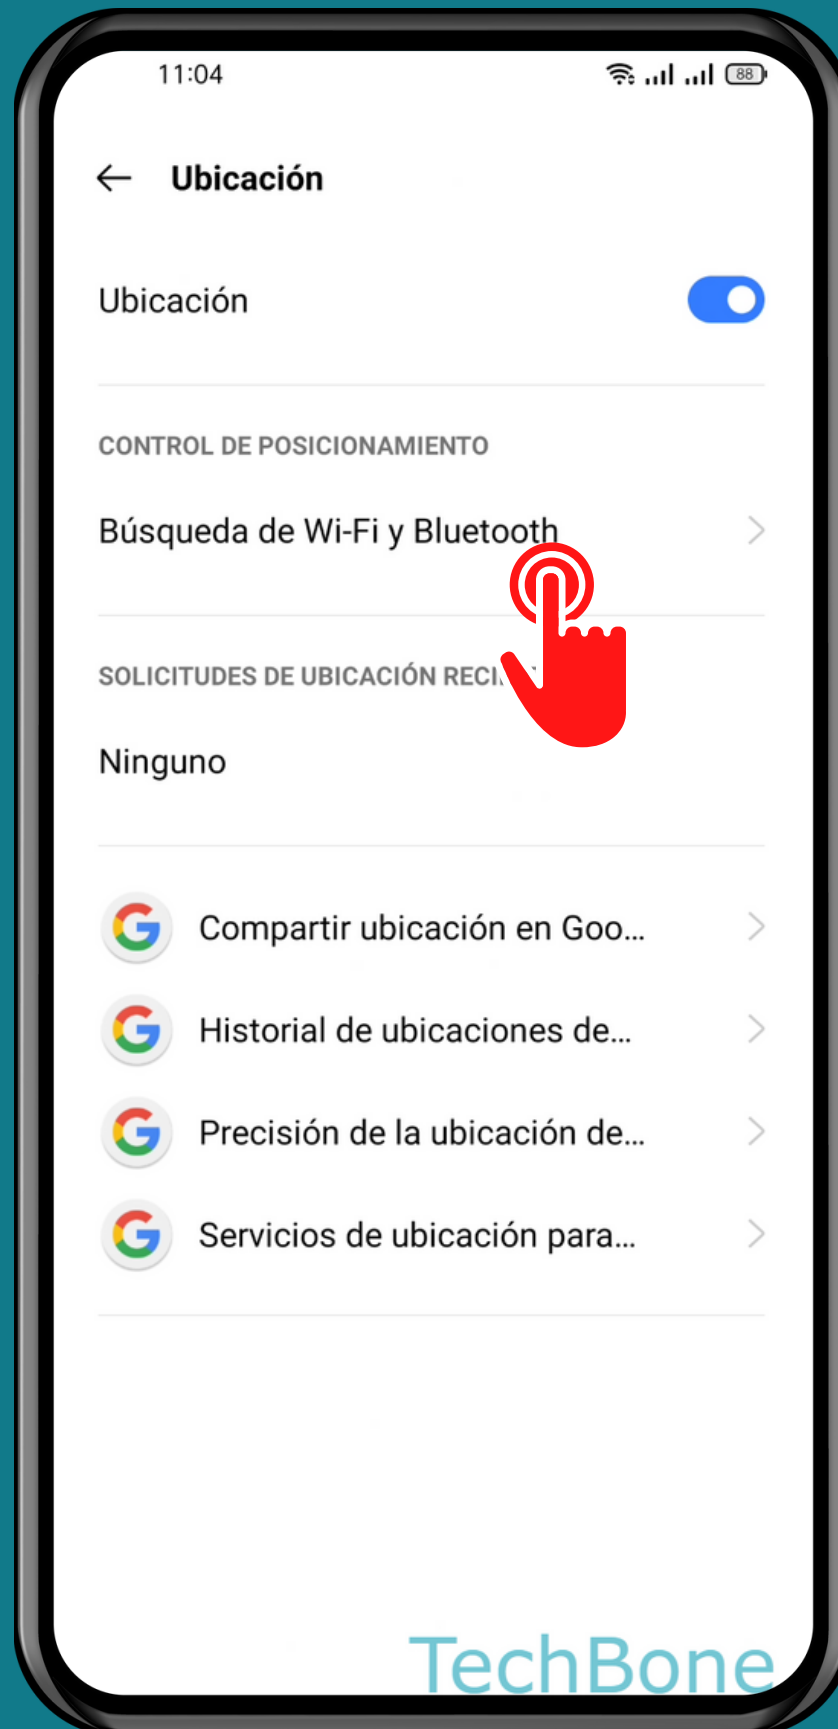 11:04
88
Ubicación
Ubicación
CONTROL DE POSICIONAMIENTO
Búsqueda de Wi-Fi y Bluetooth
SOLICITUDES DE UBICACIÓN
Ninguno
Compartir ubicación en Goo...
Historial de ubicaciones de...
Precisión de la ubicación de...
Servicios de ubicación para...
TechBone